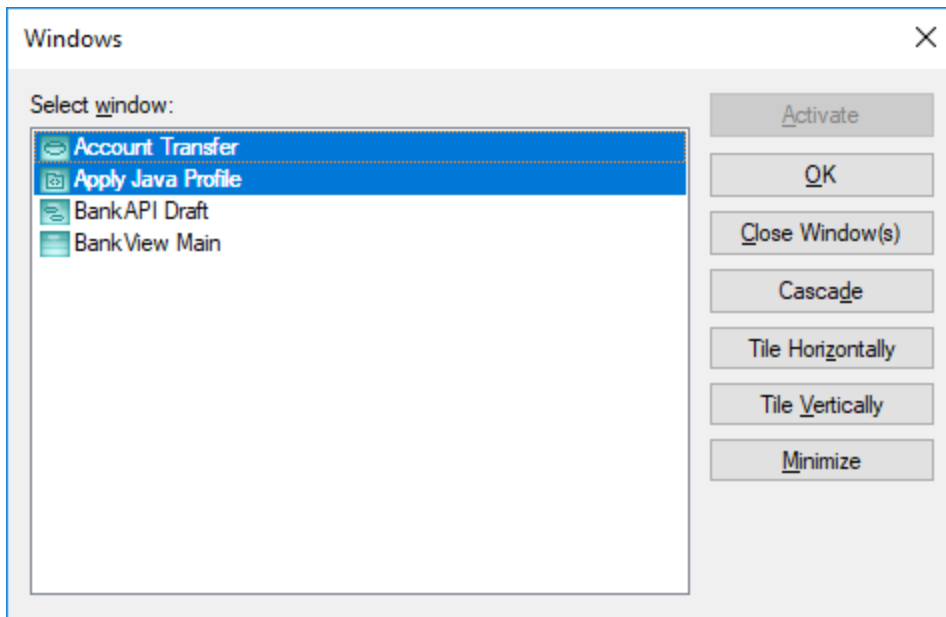 Windows
Select window:
Account Transfer
Apply Java Profile
BankAPI Draft
BankView Main
Activate
OK
Close Window(s)
Cascade
Tile Horizontally
Tile Vertically
Minimize